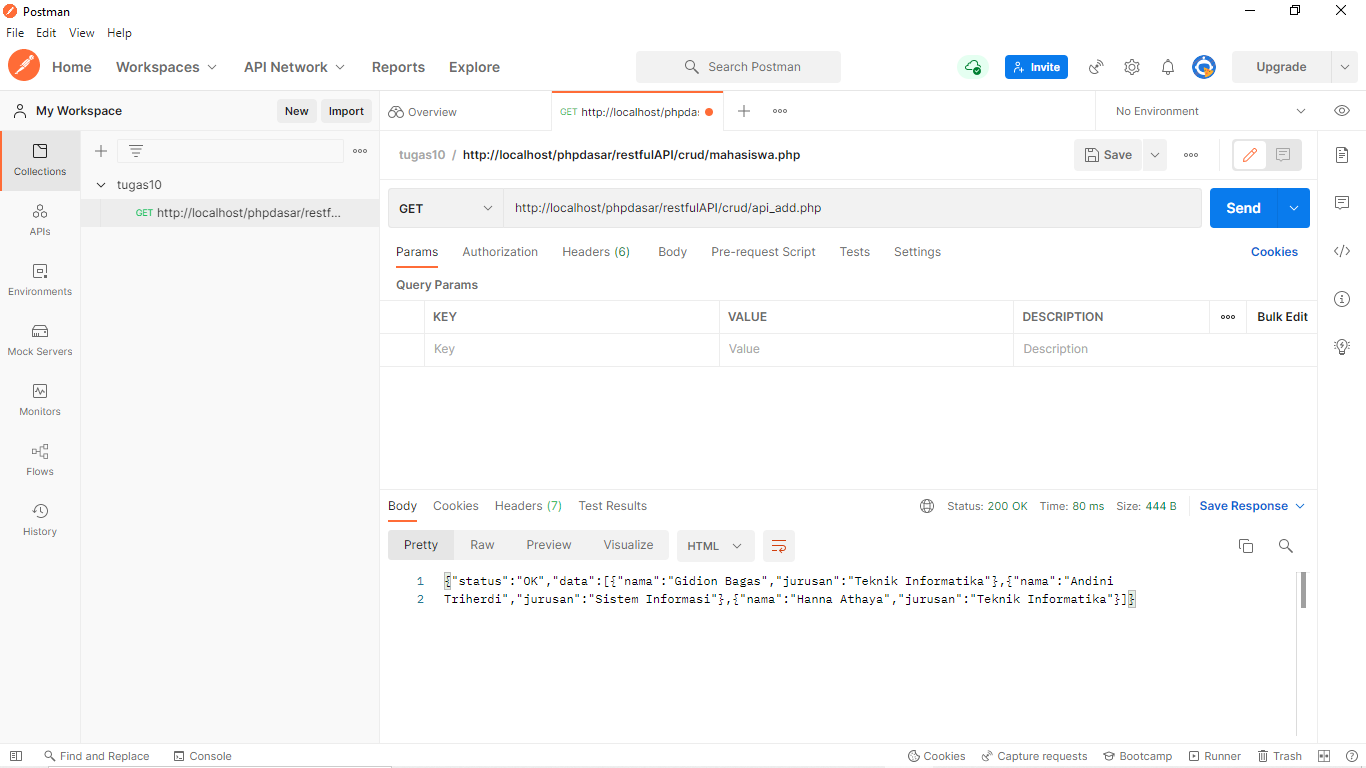 Postman
File Edit View Help
Home Workspaces API Network Reports Explore Search Postman Invite Upgrade
My Workspace New Import Overview GET http://localhost/phpdas No Environment
tugas10 / http://localhost/phpdasar/restfulAPI/crud/mahasiswa.php Save
Collections
tugas10
GET http://localhost/phpdasar/restf...
GET http://localhost/phpdasar/restfulAPI/crud/api_add.php Send
APIs
Params Authorization Headers (6) Body Pre-request Script Tests Settings Cookies
Query Params
Environments
KEY VALUE DESCRIPTION Bulk Edit
Key Value Description
Mock Servers
Monitors
Flows
History
Body Cookies Headers (7) Test Results Status: 200 OK Time: 80 ms Size: 444 B Save Response
Pretty Raw Preview Visualize HTML
1 {"status":"OK","data":[{"nama":"Gidion Bagas","jurusan":"Teknik Informatika"},{"nama":"Andini
2 Triherdi","jurusan":"Sistem Informasi"},{"nama":"Hanna Athaya","jurusan":"Teknik Informatika"}]}
Find and Replace Console Cookies Capture requests Bootcamp Runner Trash